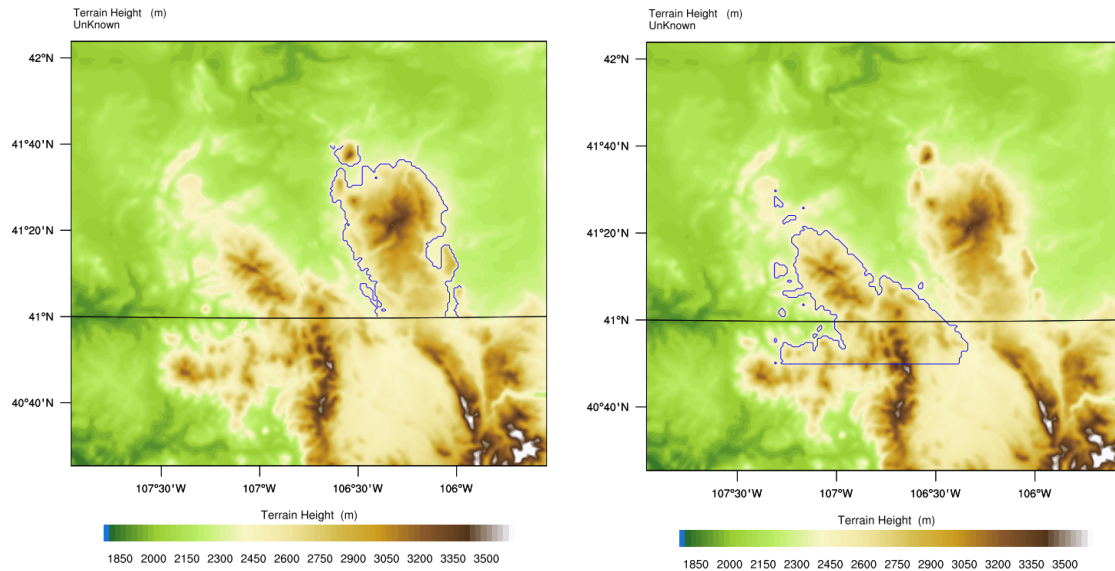 Terrain Height (m)
UnKnown
42°N
41°40'N
41°20'N
41°N
40°40'N
107°30'W
107°W
106°30'W
106°W
Terrain Height (m)
1850 2000 2150 2300 2450 2600 2750 2900 3050 3200 3350 3500
Terrain Height (m)
UnKnown
42°N
41°40'N
41°20'N
41°N
40°40'N
107°30'W
107°W
106°30'W
106°W
Terrain Height (m)
1850 2000 2150 2300 2450 2600 2750 2900 3050 3200 3350 3500